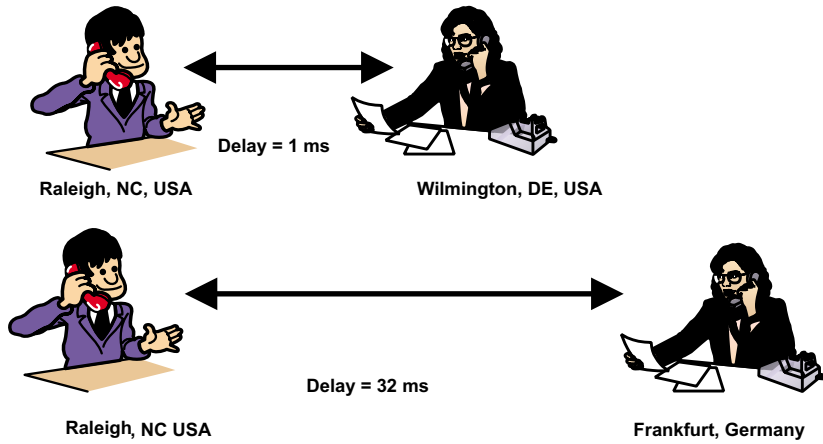 Delay = 1 ms
Raleigh, NC, USA
Wilmington, DE, USA
Delay = 32 ms
Raleigh, NC USA
Frankfurt, Germany